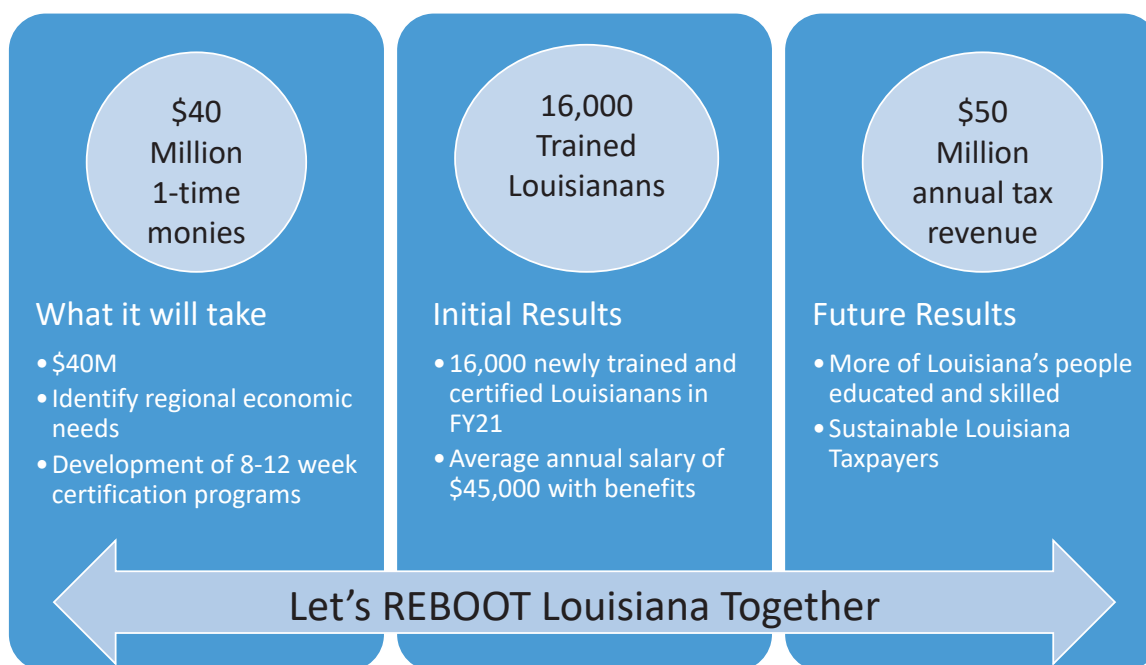 $40
Million
1-time
monies
What it will take
•$40M
•Identify regional economic
needs
•Development of 8-12 week
certification programs
16,000
Trained
Louisianans
Initial Results
•16,000 newly trained and
certified Louisianans in
FY21
•Average annual salary of
$45,000 with benefits
$50
Million
annual tax
revenue
Future Results
•More of Louisiana’s people
educated and skilled
•Sustainable Louisiana
Taxpayers
Let’s REBOOT Louisiana Together